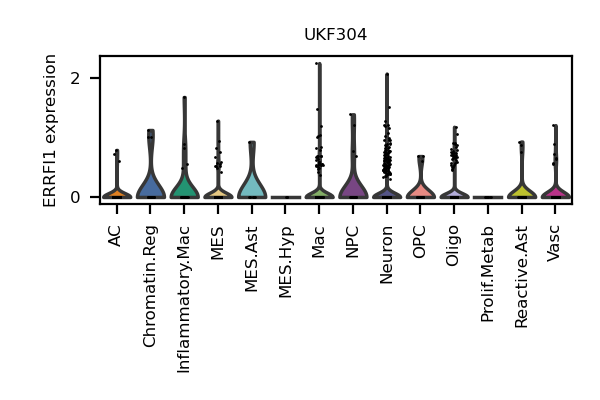 UKF304
ERRFI1 expression
2
0
AC
Chromatin.Reg
Inflammatory.Mac
MES
MES.Ast
MES.Hyp
Mac
NPC
Neuron
OPC
Oligo
Prolif.Metab
Reactive.Ast
Vasc